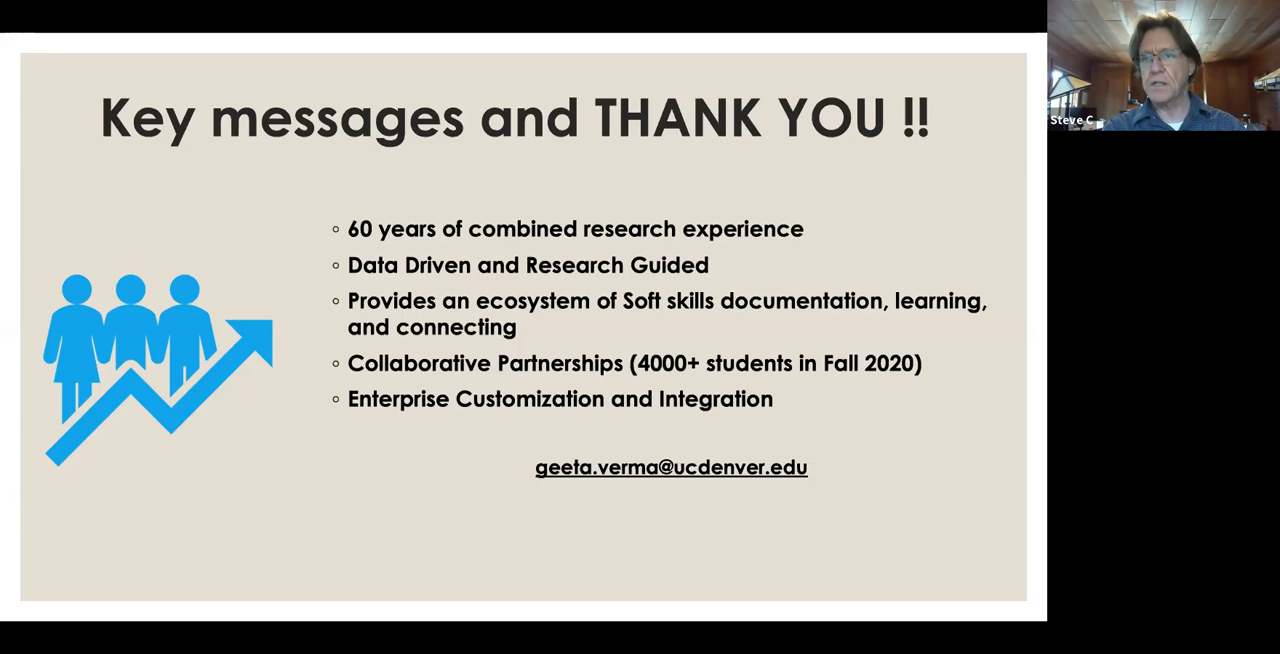 Key messages and THANK YOU !!
Steve C
◦ 60 years of combined research experience
◦ Data Driven and Research Guided
◦ Provides an ecosystem of Soft skills documentation, learning,
and connecting
◦ Collaborative Partnerships (4000+ students in Fall 2020)
◦ Enterprise Customization and Integration
geeta.verma@ucdenver.edu